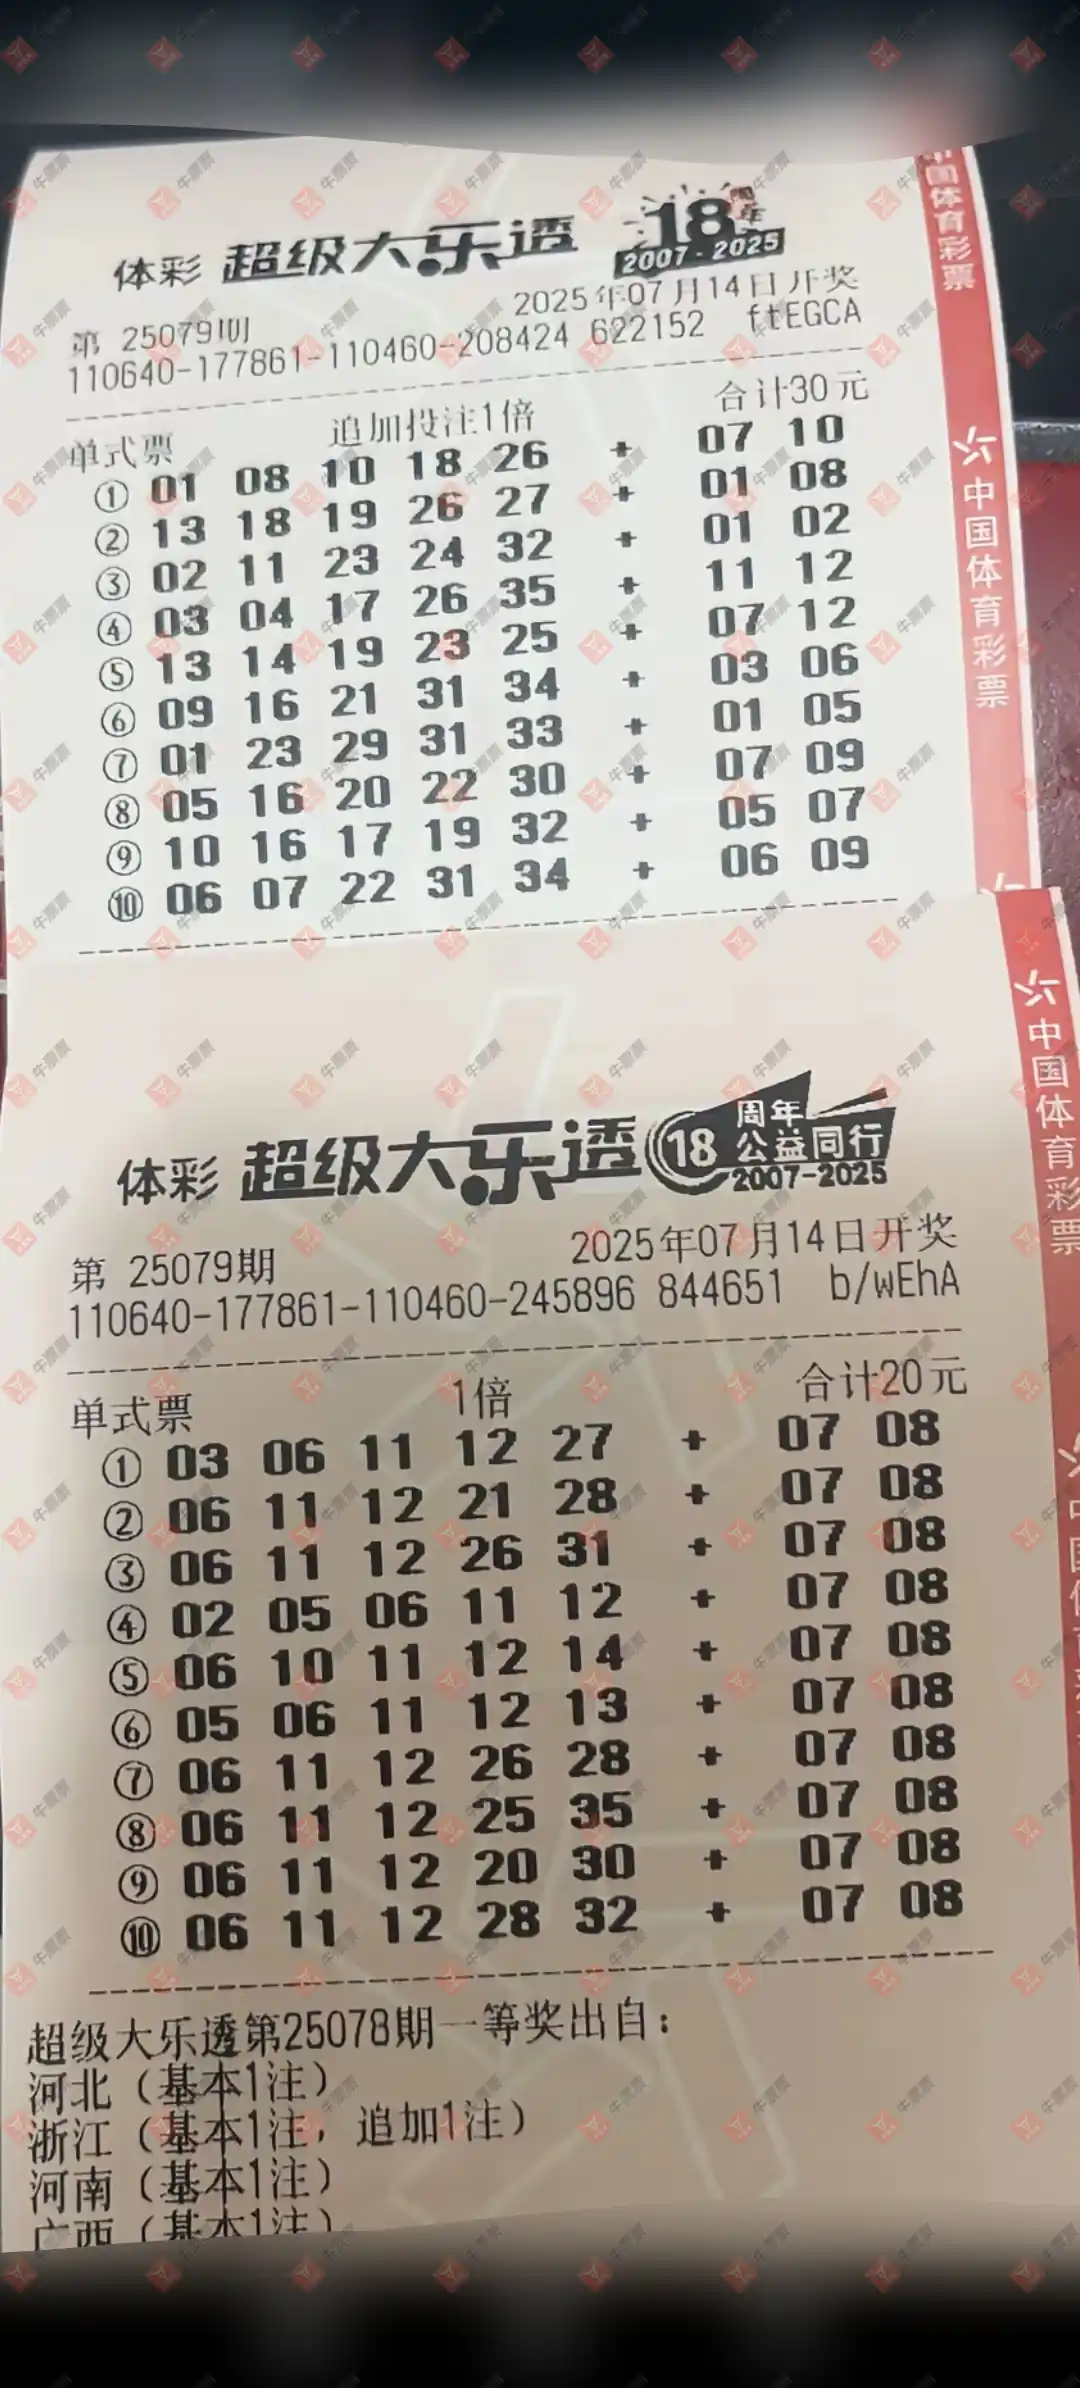 体彩 超级大乐透 18周年 2007-2025
第 25079期 2025年07月14日开奖
110640-177861-110460-208424 622152 ftEGCA
单式票 追加投注1倍 合计30元
① 01 08 10 18 26 + 07 10
② 13 18 19 26 27 + 01 08
③ 02 11 23 24 32 + 01 02
④ 03 04 17 26 35 + 11 12
⑤ 13 14 19 23 25 + 07 12
⑥ 09 16 21 31 34 + 03 06
⑦ 01 23 29 31 33 + 01 05
⑧ 05 16 20 22 30 + 07 09
⑨ 10 16 17 19 32 + 05 07
⑩ 06 07 22 31 34 + 06 09
中国体育彩票
中国体育彩票
体彩 超级大乐透 18 周年 公益同行 2007-2025
第 25079期 2025年07月14日开奖
110640-177861-110460-245896 844651 b/wEhA
单式票 1倍 合计20元
① 03 06 11 12 27 + 07 08
② 06 11 12 21 28 + 07 08
③ 06 11 12 26 31 + 07 08
④ 02 05 06 11 12 + 07 08
⑤ 06 10 11 12 14 + 07 08
⑥ 05 06 11 12 13 + 07 08
⑦ 06 11 12 26 28 + 07 08
⑧ 06 11 12 25 35 + 07 08
⑨ 06 11 12 20 30 + 07 08
⑩ 06 11 12 28 32 + 07 08
超级大乐透第25078期一等奖出自：
河北（基本1注）
浙江（基本1注，追加1注）
河南（基本1注）
广西（基本1注）
中国体育彩票
牛票票